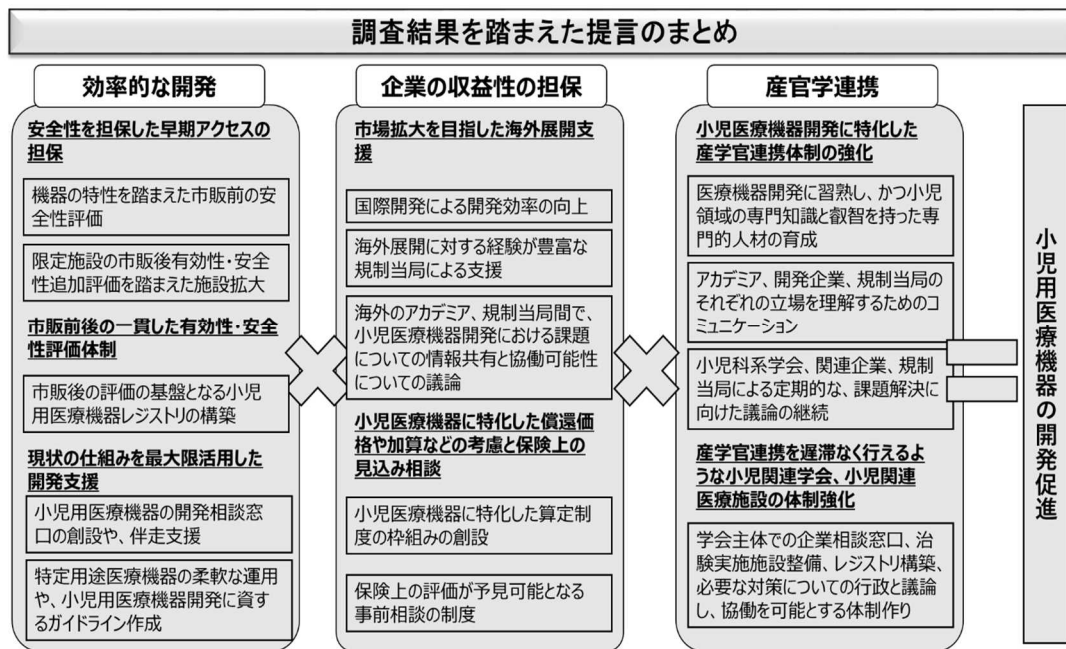 調査結果を踏まえた提言のまとめ
効率的な開発
安全性を担保した早期アクセスの
担保
機器の特性を踏まえた市販前の安
全性評価
限定施設の市販後有効性・安全
性追加評価を踏まえた施設拡大
市販前後の一貫した有効性・安全
性評価体制
市販後の評価の基盤となる小児
用医療機器レジストリの構築
現状の仕組みを最大限活用した
開発支援
小児用医療機器の開発相談窓
口の創設や、伴走支援
特定用途医療機器の柔軟な運用
や、小児用医療機器開発に資す
るガイドライン作成
企業の収益性の担保
市場拡大を目指した海外展開支
援
国際開発による開発効率の向上
海外展開に対する経験が豊富な
規制当局による支援
海外のアカデミア、規制当局間で、
小児医療機器開発における課題
についての情報共有と協働可能性
についての議論
小児医療機器に特化した償還価
格や加算などの考慮と保険上の
見込み相談
小児医療機器に特化した算定制
度の枠組みの創設
保険上の評価が予見可能となる
事前相談の制度
産官学連携
小児医療機器開発に特化した
産学官連携体制の強化
医療機器開発に習熟し、かつ小児
領域の専門知識と叡智を持った専
門的人材の育成
アカデミア、開発企業、規制当局の
それぞれの立場を理解するためのコ
ミュニケーション
小児科系学会、関連企業、規制
当局による定期的な、課題解決に
向けた議論の継続
産学官連携を遅滞なく行えるよ
うな小児関連学会、小児関連
医療施設の体制強化
学会主体での企業相談窓口、治
験実施施設整備、レジストリ構築、
必要な対策についての行政と議論
し、協働を可能とする体制作り
小児用医療機器の開発促進